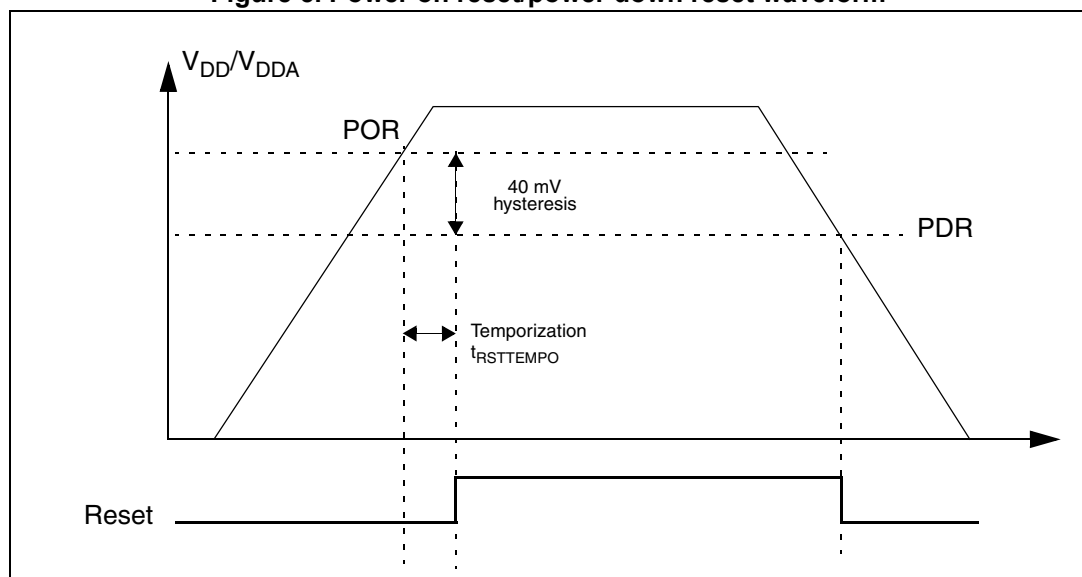 V_DD/V_DDA
POR
40 mV
hysteresis
PDR
Temporization
t_RSTTEMPO
Reset